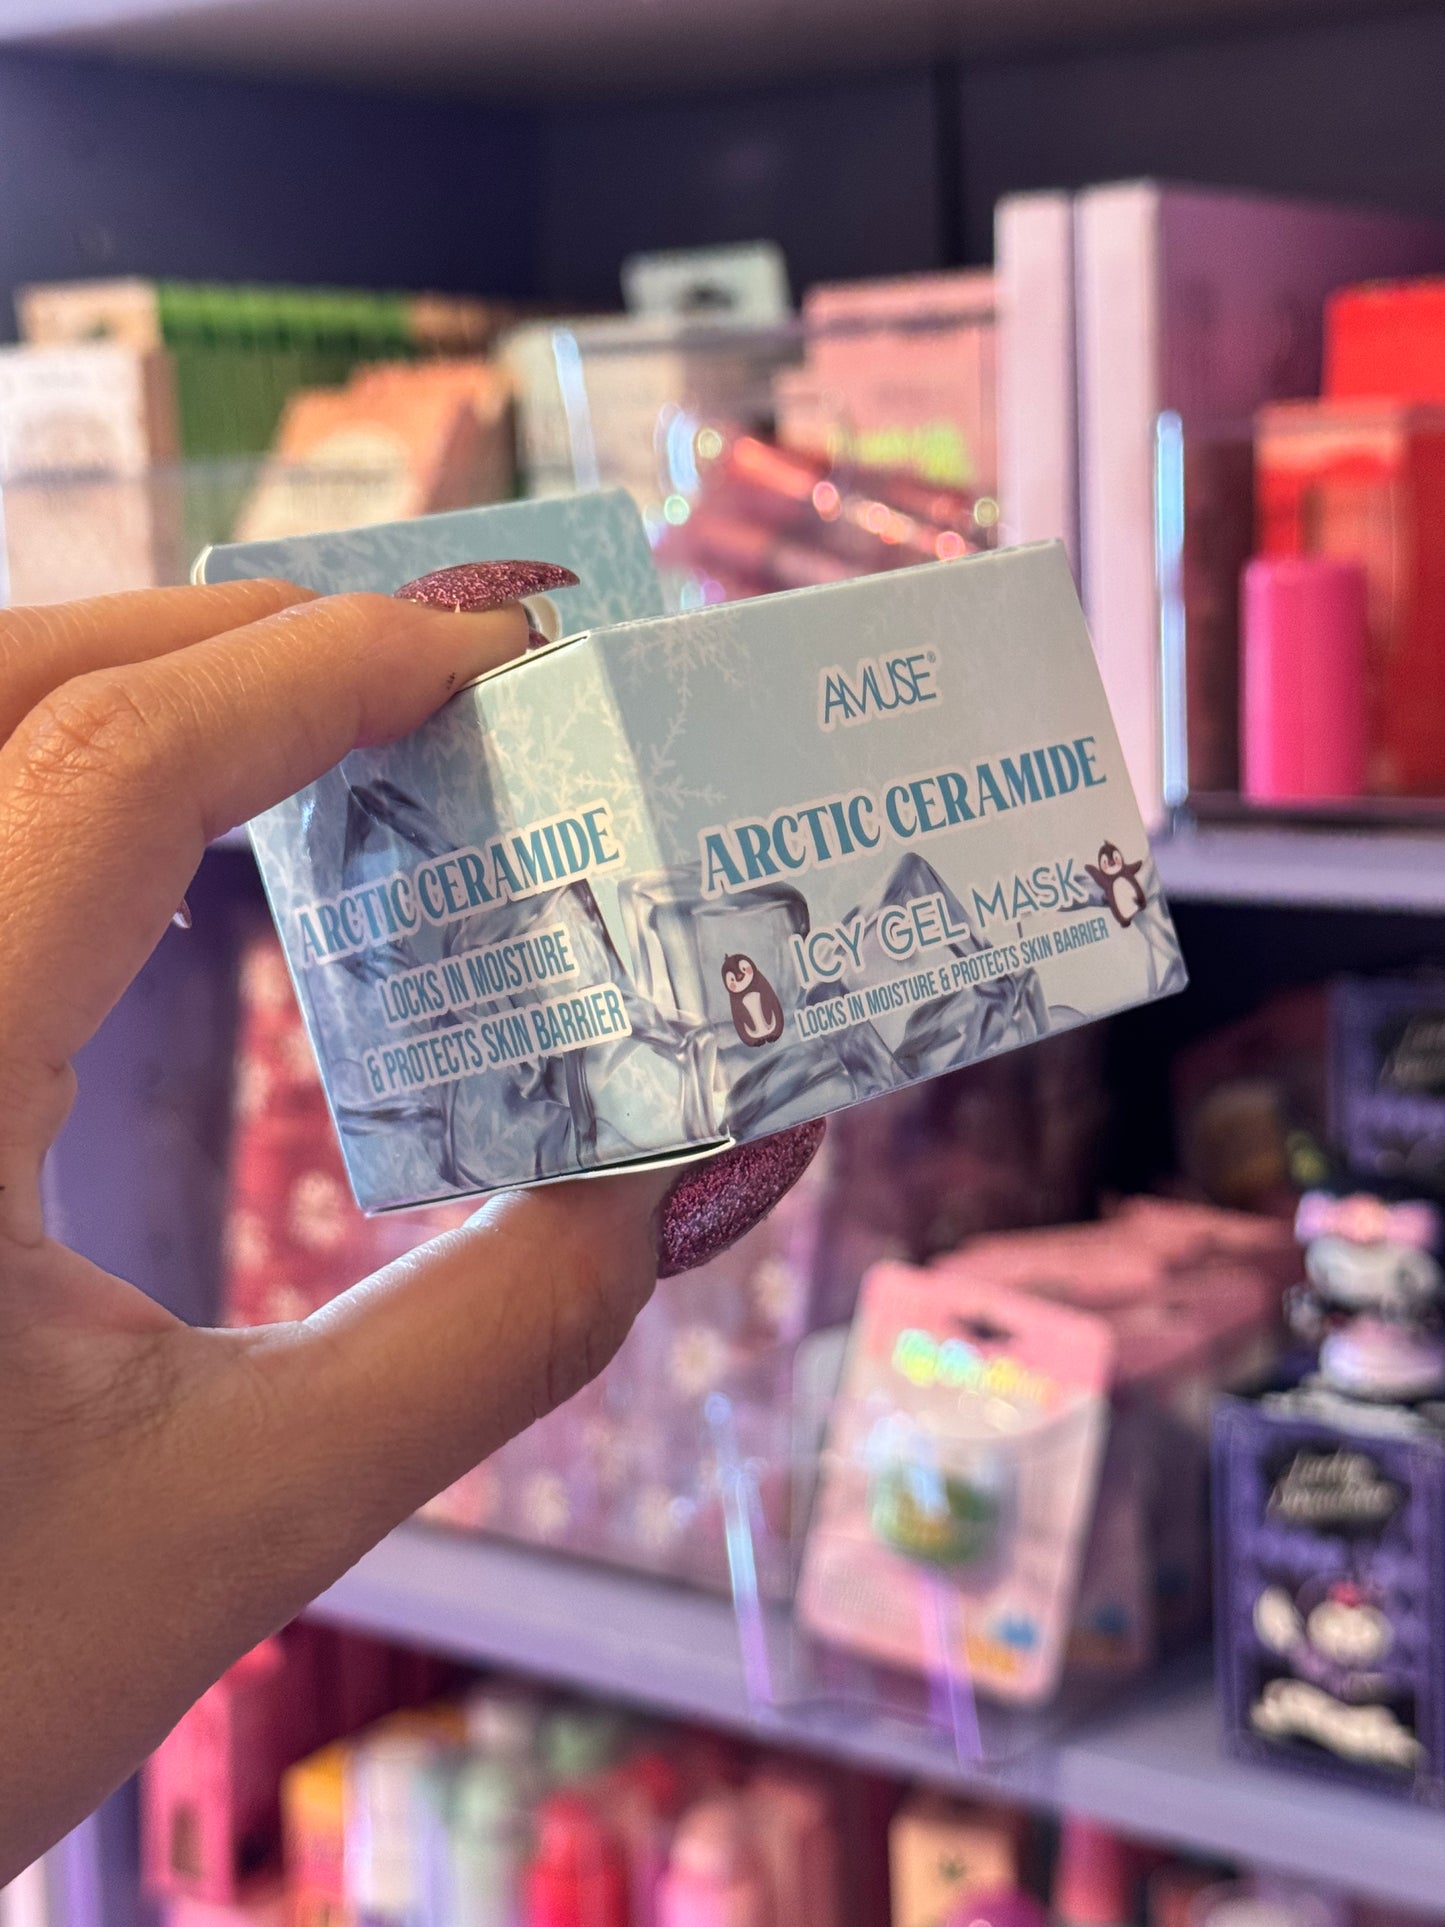 AMUSE®
ARCTIC CERAMIDE
ICY GEL MASK
LOCKS IN MOISTURE & PROTECTS SKIN BARRIER
ARCTIC CERAMIDE
LOCKS IN MOISTURE
& PROTECTS SKIN BARRIER